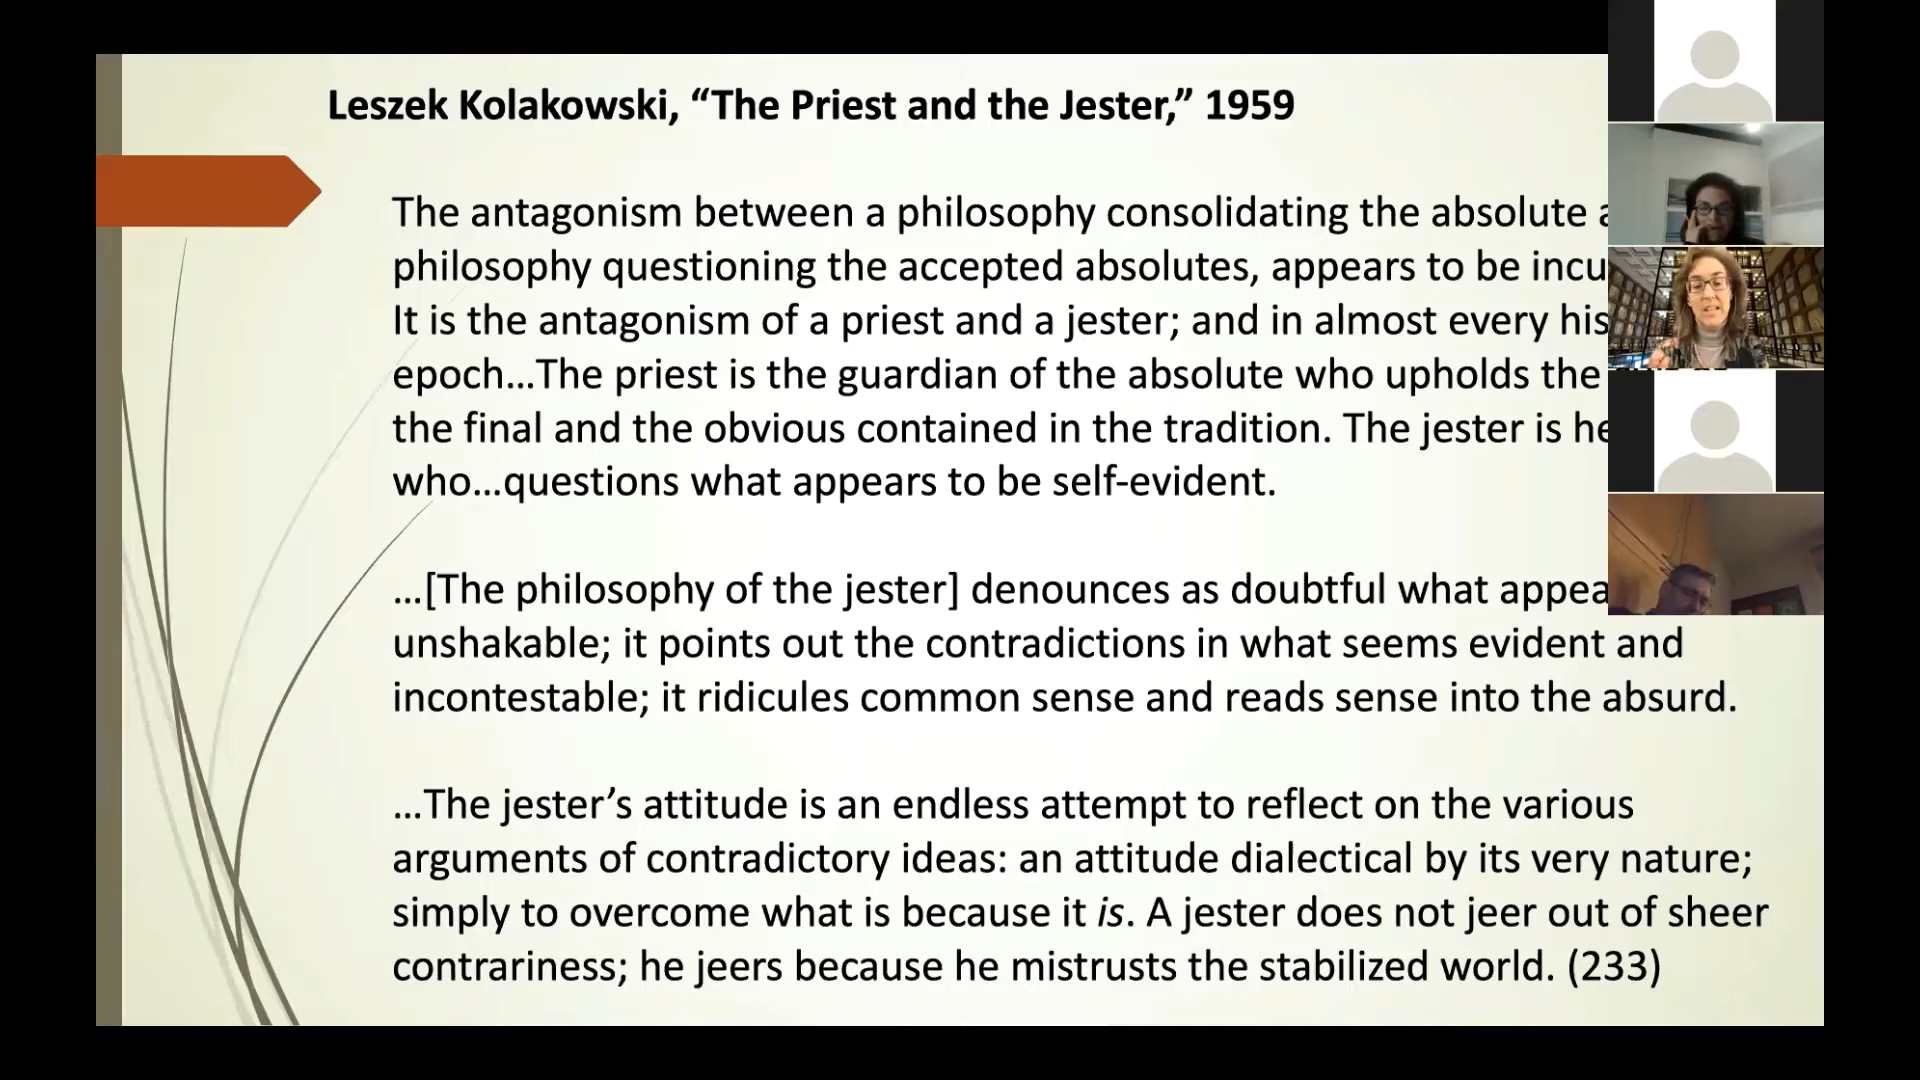 Leszek Kolakowski, “The Priest and the Jester,” 1959
The antagonism between a philosophy consolidating the absolute
philosophy questioning the accepted absolutes, appears to be
It is the antagonism of a priest and a jester; and in almost every
epoch...The priest is the guardian of the absolute who upholds the
the final and the obvious contained in the tradition. The jester is he
who...questions what appears to be self-evident.
...[The philosophy of the jester] denounces as doubtful what
unshakable; it points out the contradictions in what seems evident and
incontestable; it ridicules common sense and reads sense into the absurd.
...The jester’s attitude is an endless attempt to reflect on the various
arguments of contradictory ideas: an attitude dialectical by its very nature;
simply to overcome what is because it is. A jester does not jeer out of sheer
contrariness; he jeers because he mistrusts the stabilized world. (233)